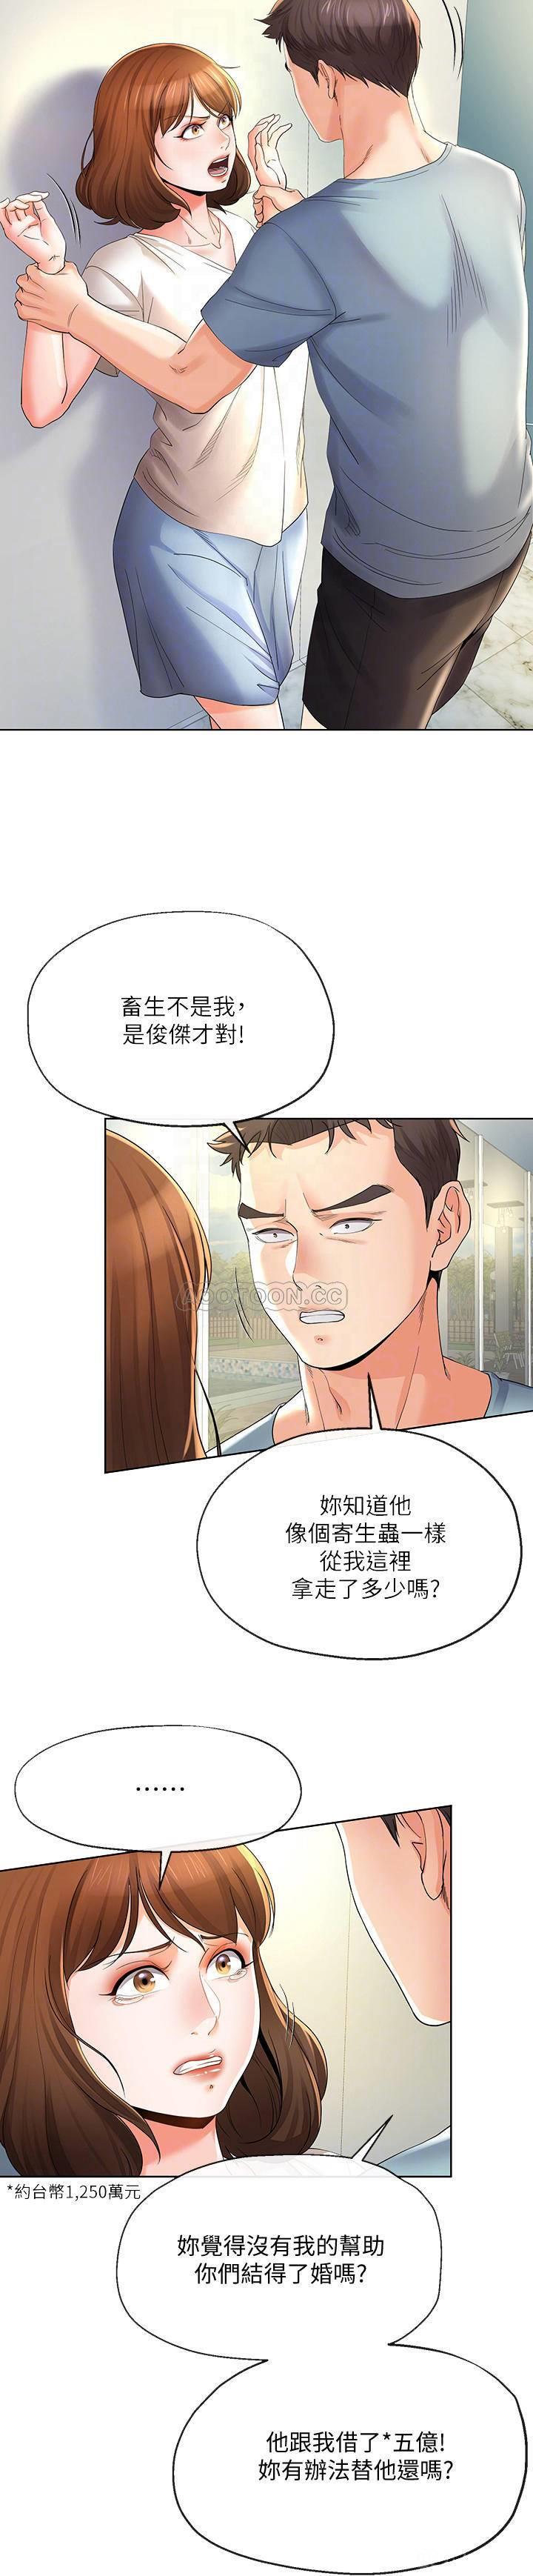 畜生不是我，
是俊傑才對!
ABCTOON.CC
妳知道他
像個寄生蟲一樣
從我這裡
拿走了多少嗎?
······
*約台幣1,250萬元
妳覺得沒有我的幫助
你們結得了婚嗎?
他跟我借了*五億!
妳有辦法替他還嗎?